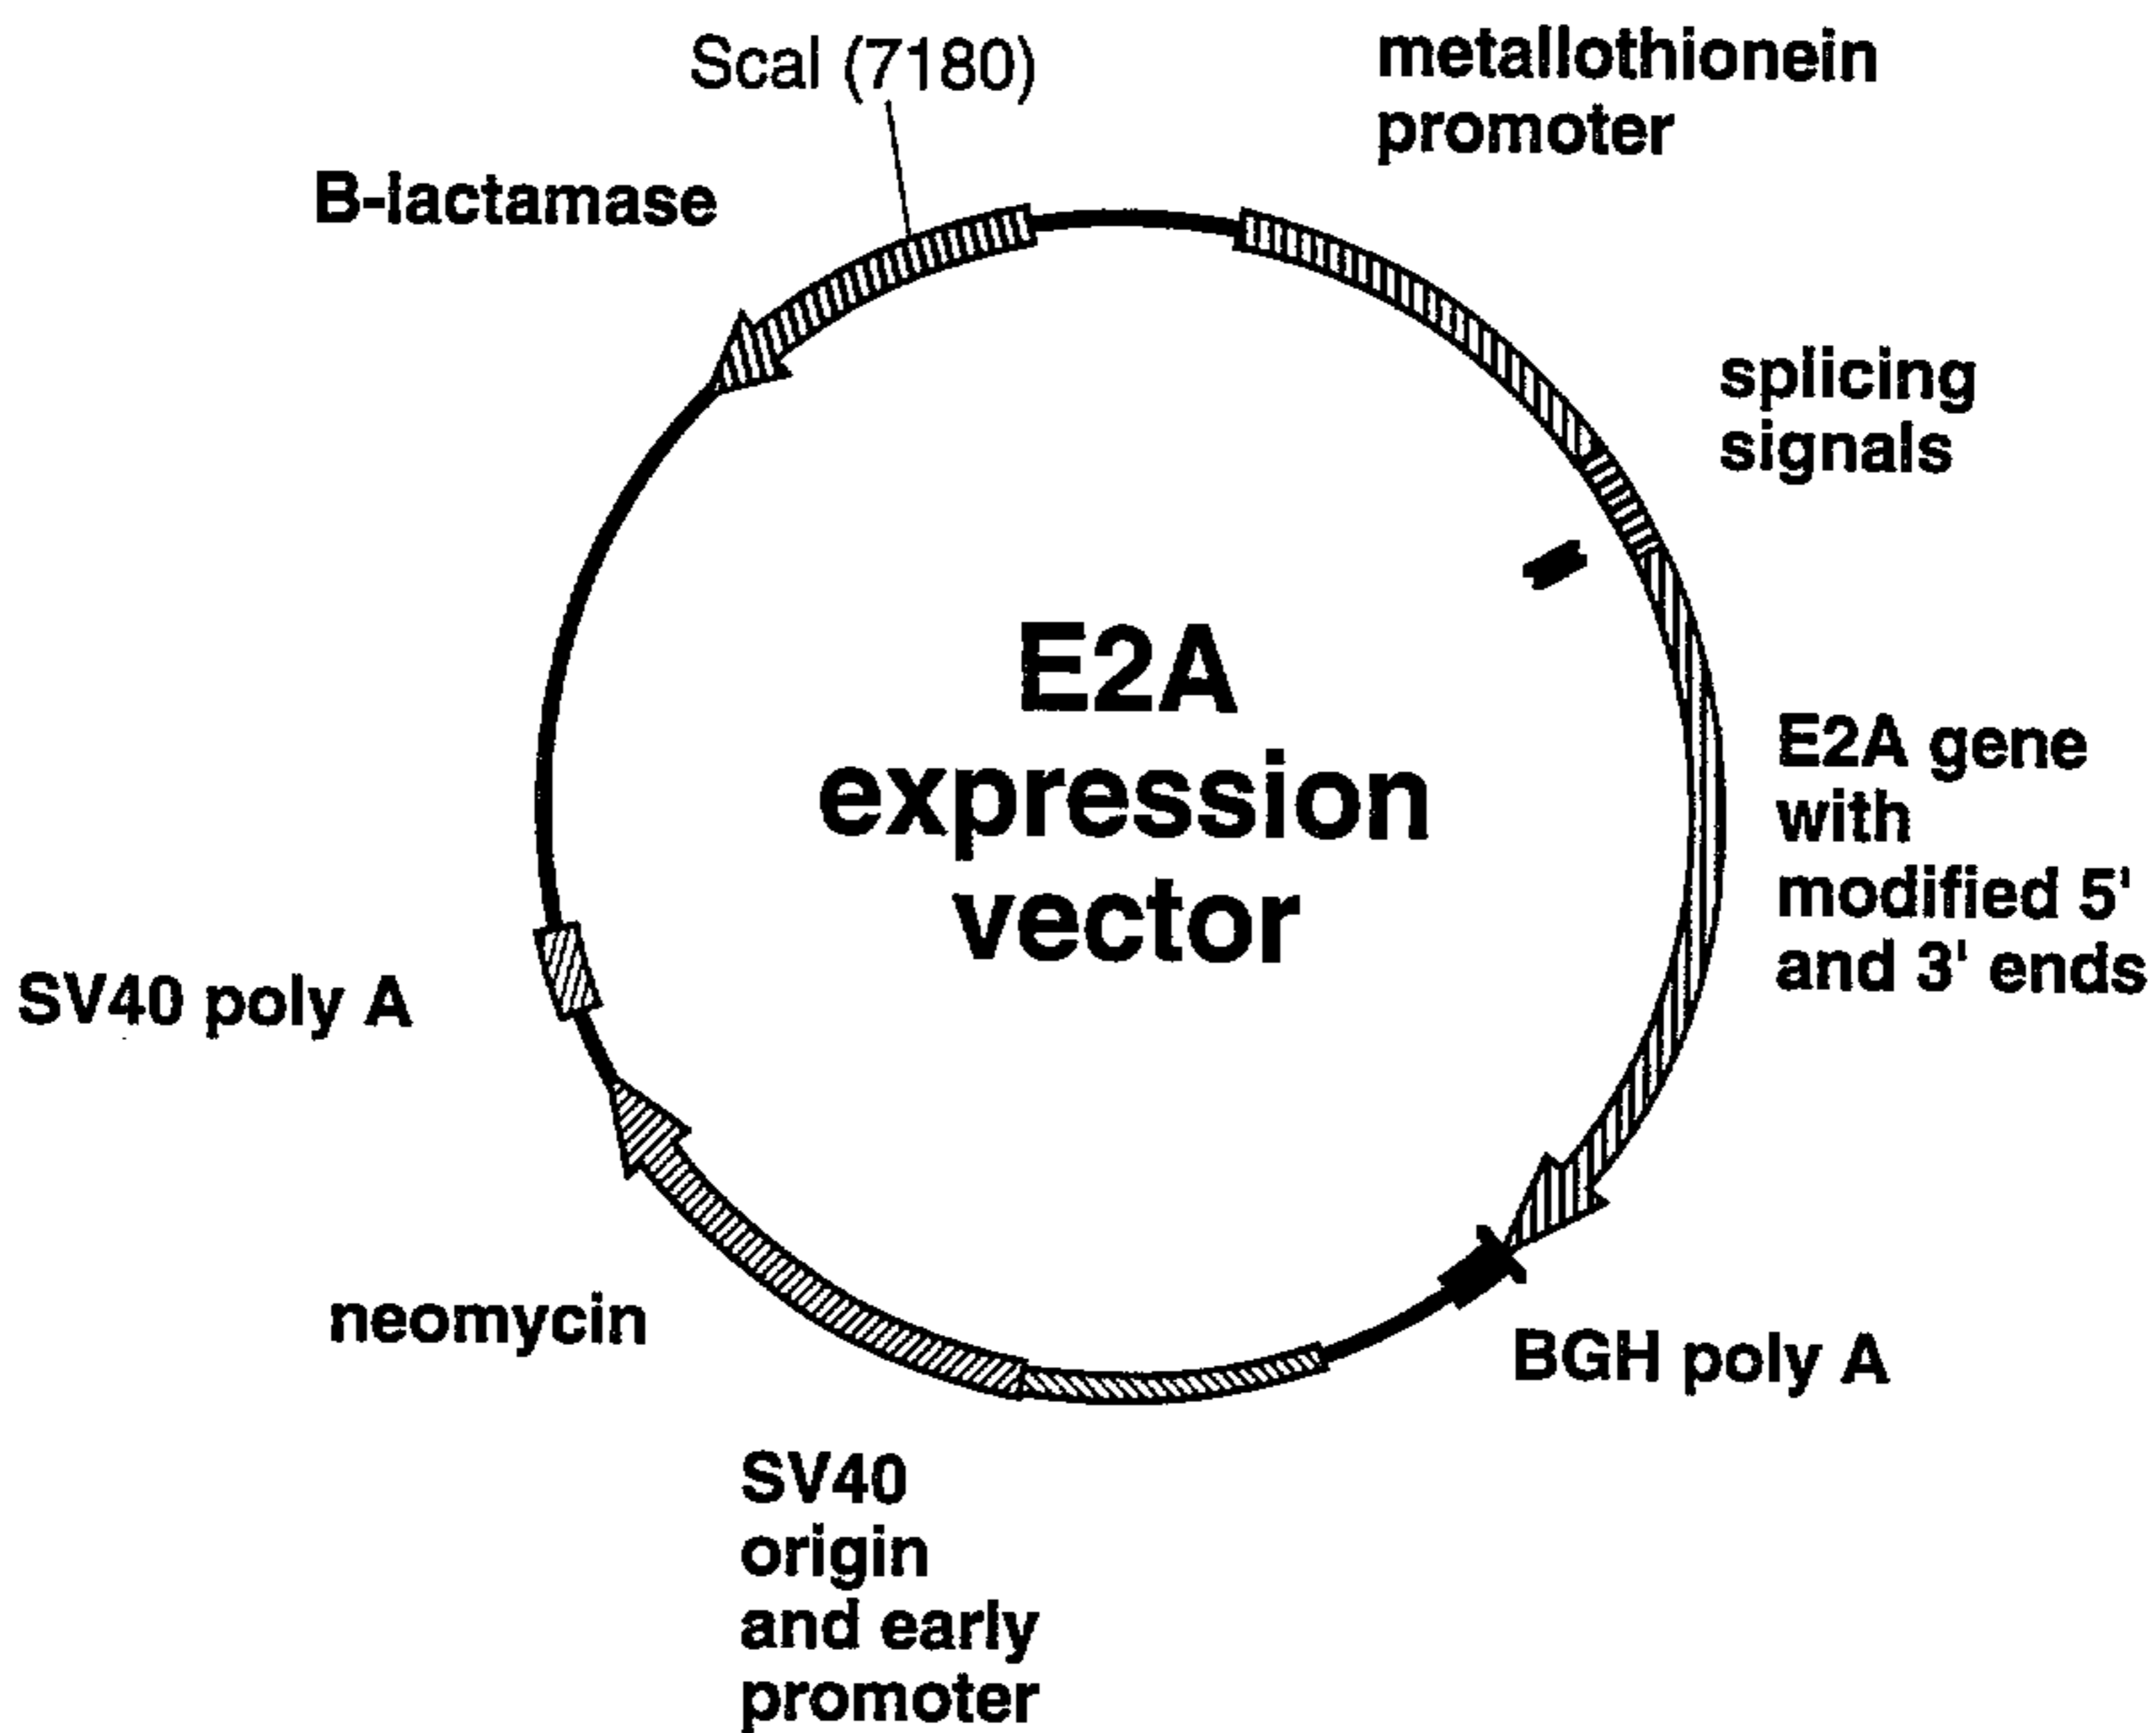 ScaI (7180)
metallothionein
promoter
B-lactamase
splicing
signals
E2A
expression
vector
E2A gene
with
modified 5'
and 3' ends
SV40 poly A
neomycin
BGH poly A
SV40
origin
and early
promoter